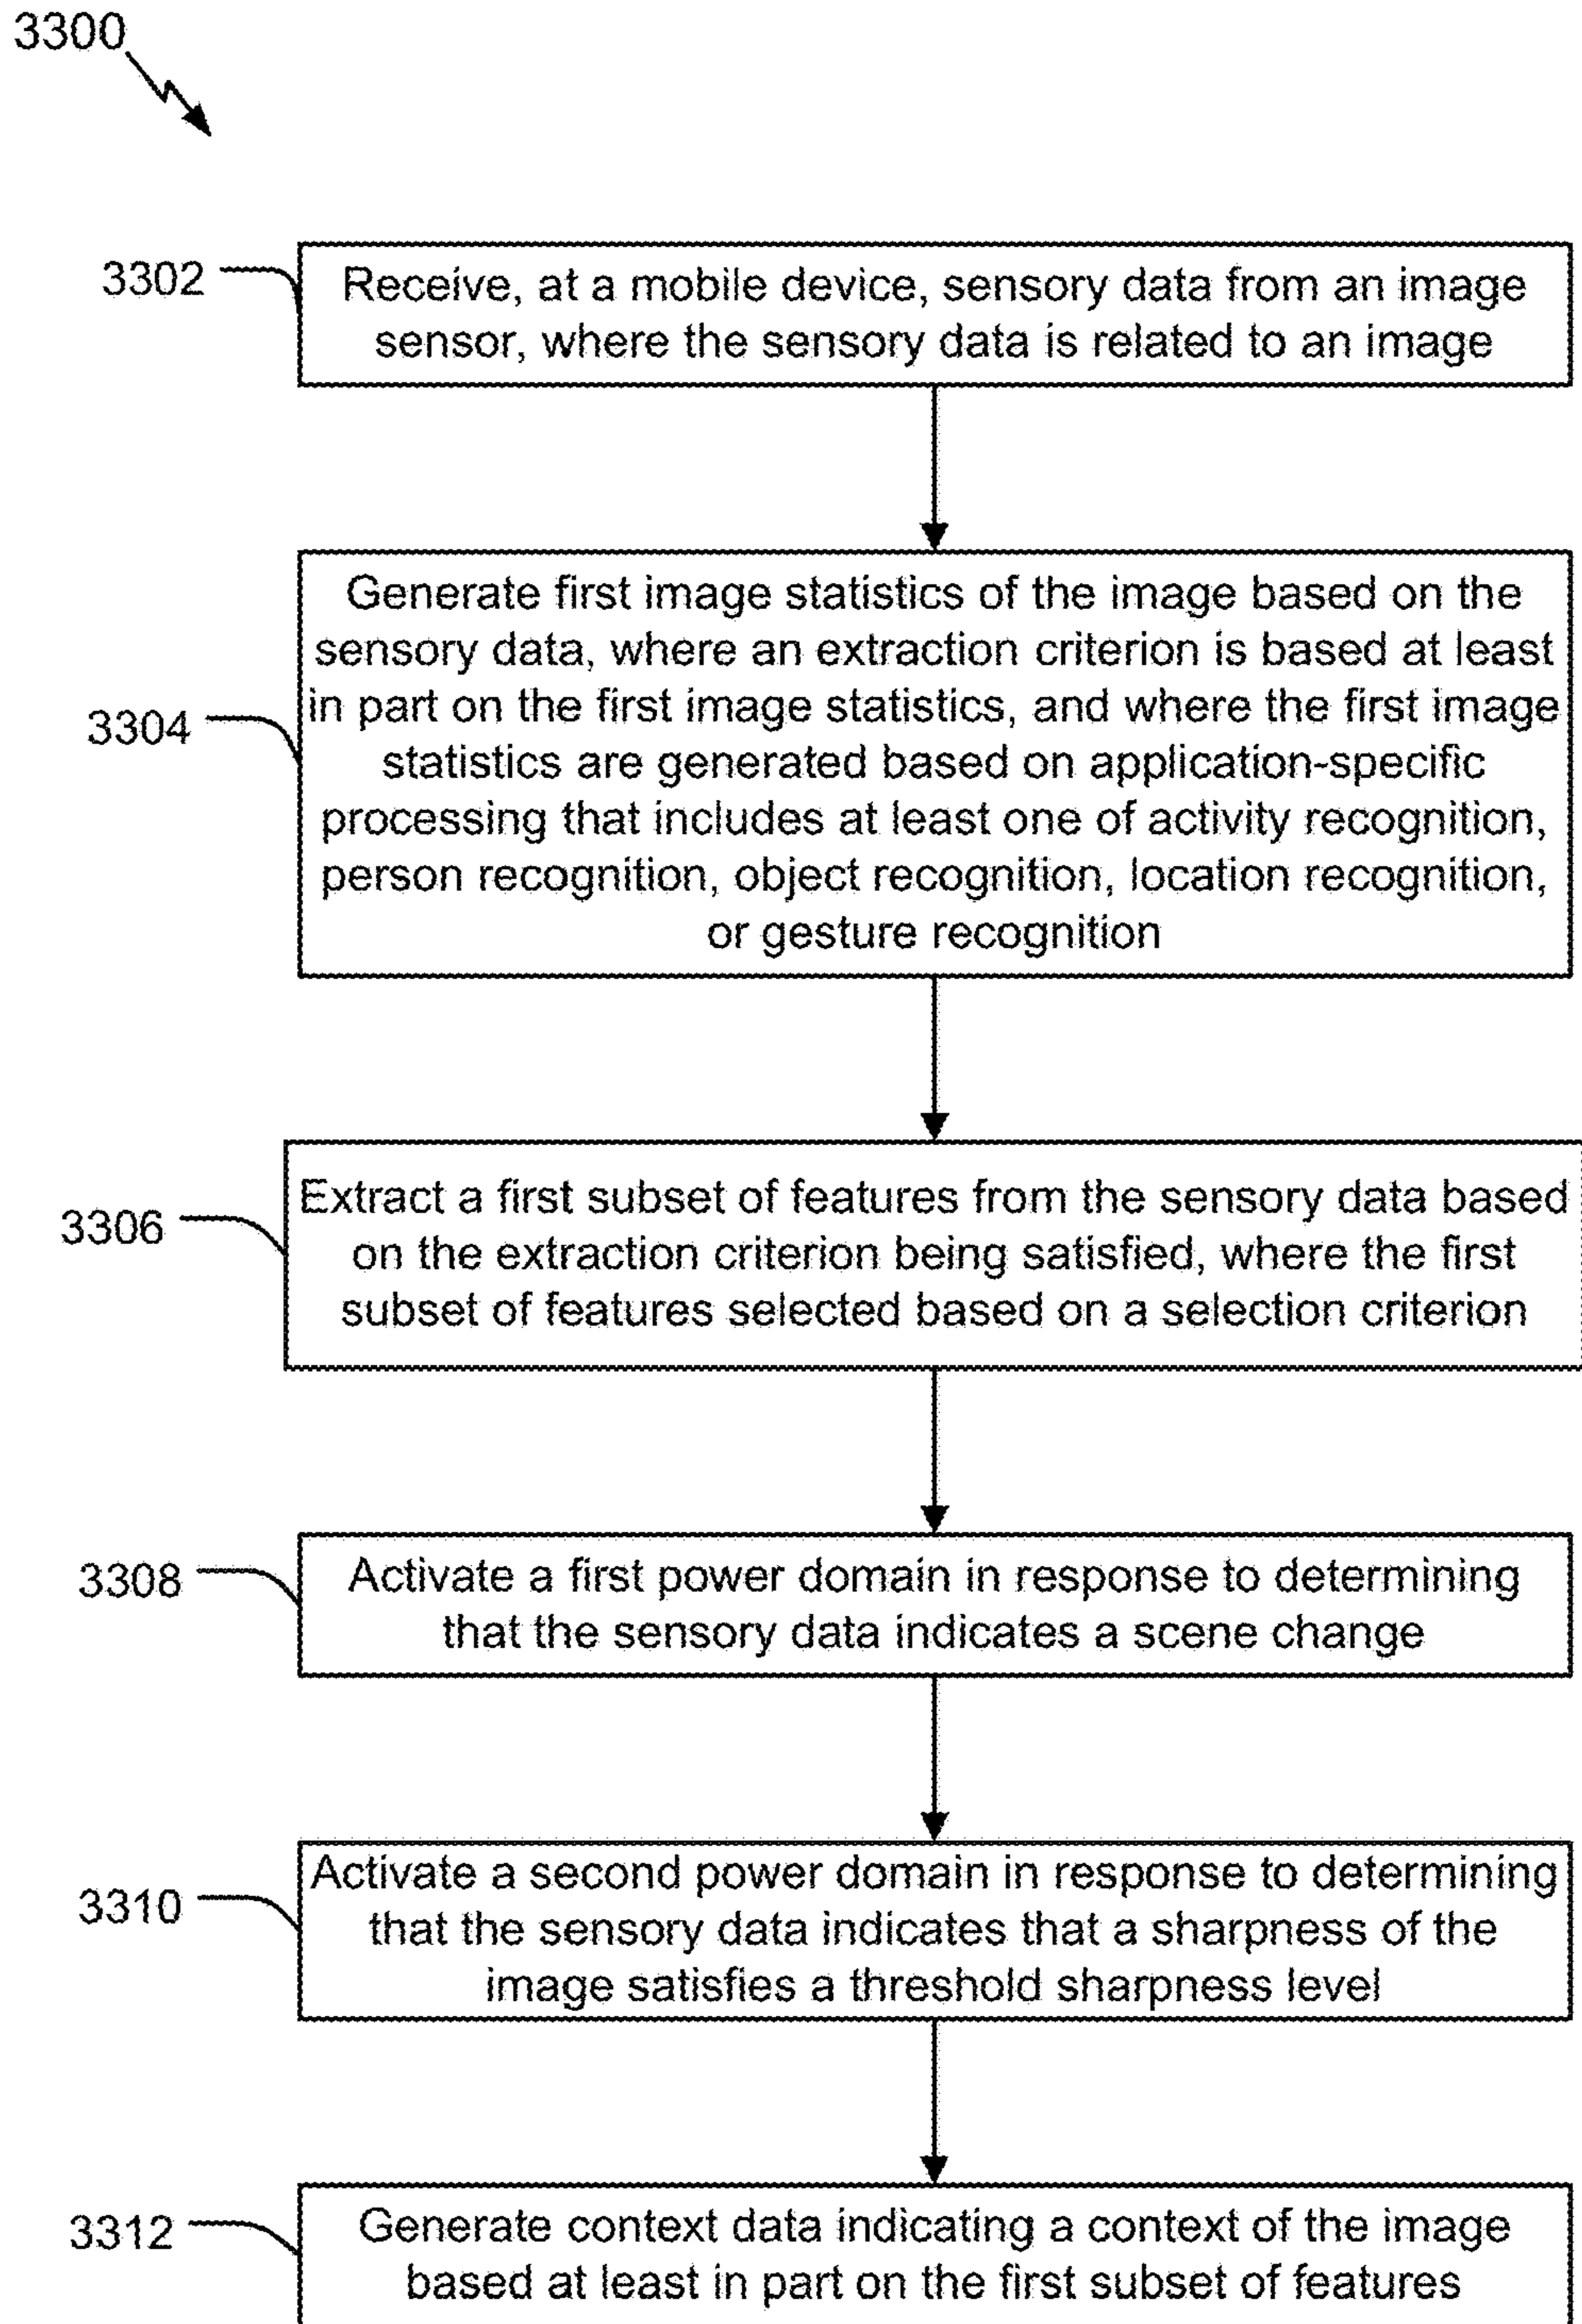 3300
3302
Receive, at a mobile device, sensory data from an image
sensor, where the sensory data is related to an image
3304
Generate first image statistics of the image based on the
sensory data, where an extraction criterion is based at least
in part on the first image statistics, and where the first image
statistics are generated based on application-specific
processing that includes at least one of activity recognition,
person recognition, object recognition, location recognition,
or gesture recognition
3306
Extract a first subset of features from the sensory data based
on the extraction criterion being satisfied, where the first
subset of features selected based on a selection criterion
3308
Activate a first power domain in response to determining
that the sensory data indicates a scene change
3310
Activate a second power domain in response to determining
that the sensory data indicates that a sharpness of the
image satisfies a threshold sharpness level
3312
Generate context data indicating a context of the image
based at least in part on the first subset of features